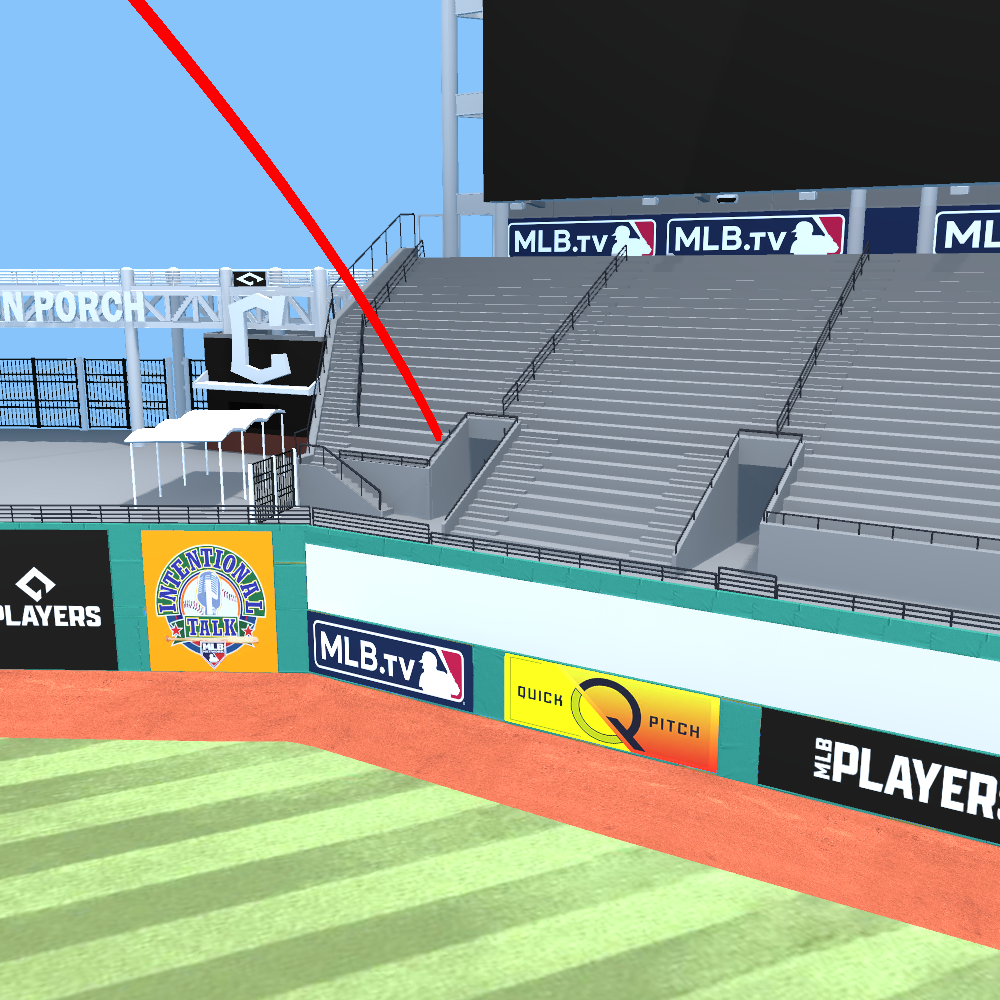 MLB.TV
MLB.TV
ML
N PORCH
C
PLAYERS
INTENTIONAL
TALK
MLB
MLB.TV
QUICK
Q
PITCH
MLB
PLAYERS